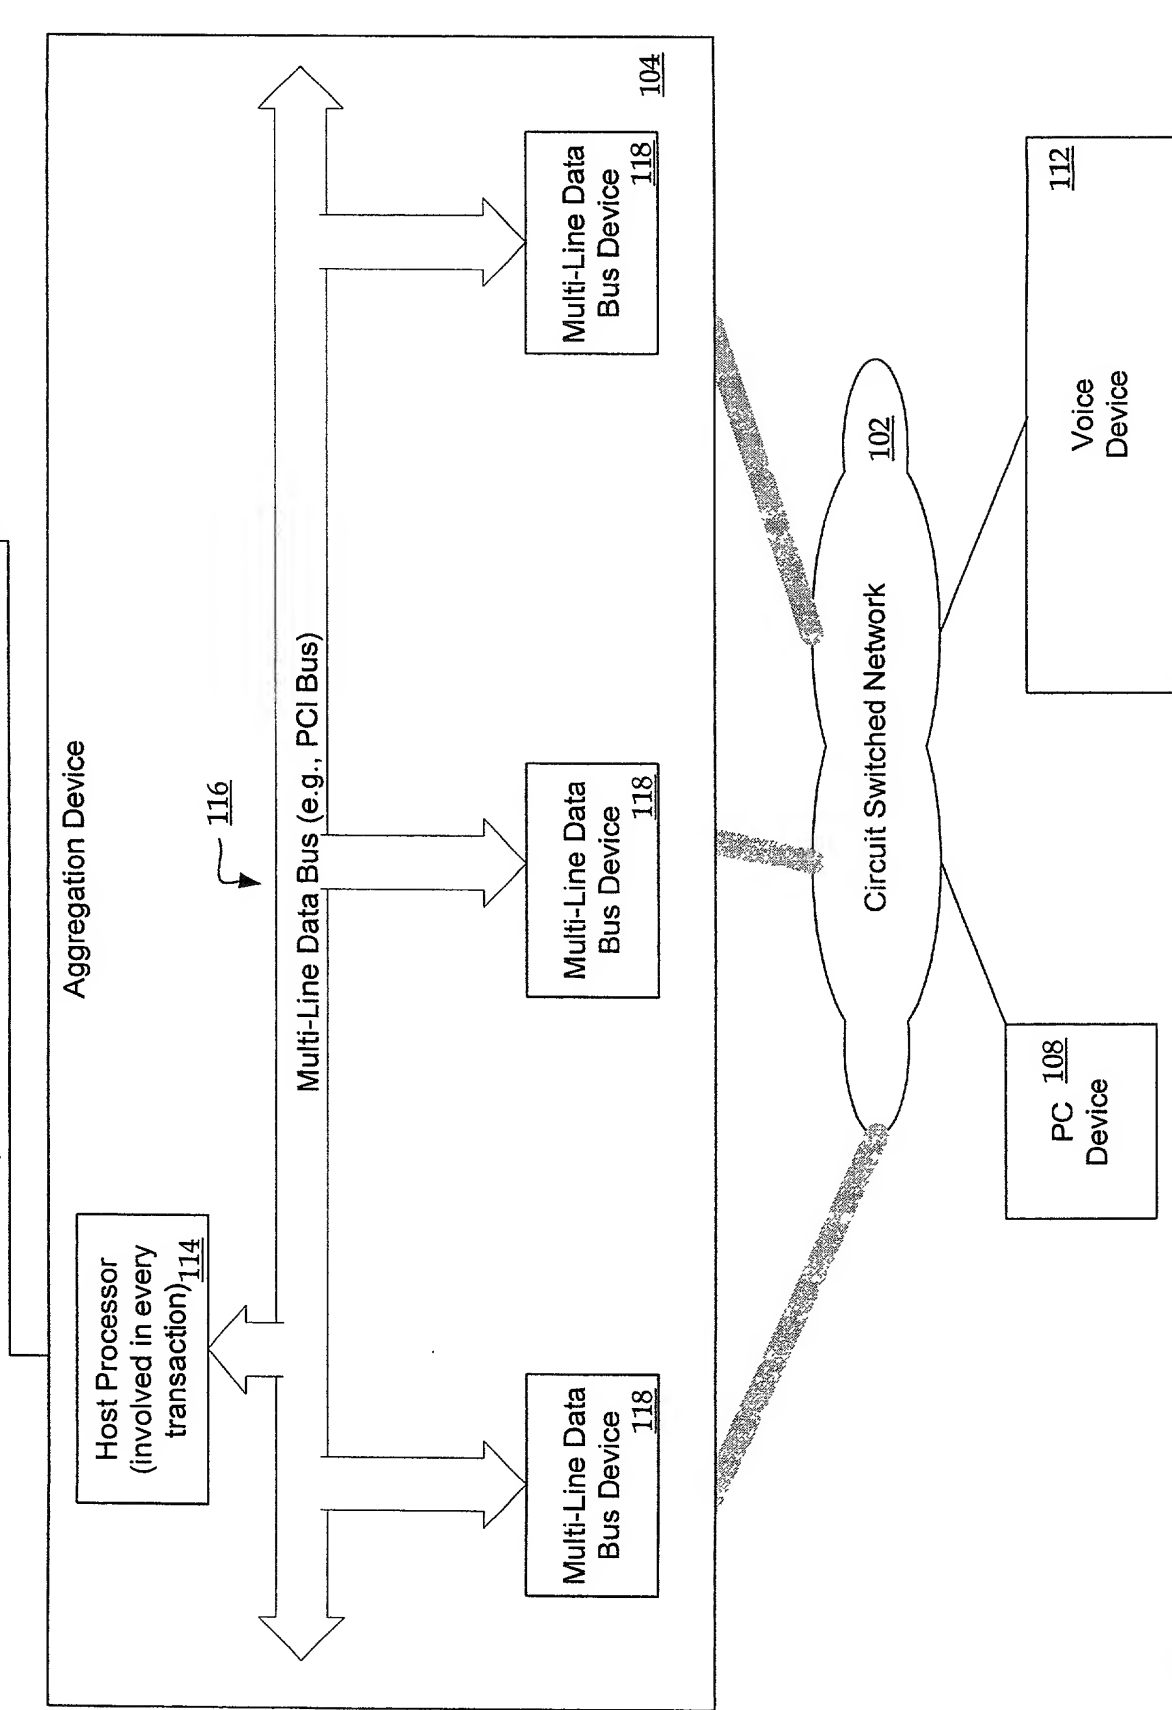 Aggregation Device
104
Host Processor
(involved in every
transaction)
114
116
Multi-Line Data Bus (e.g., PCI Bus)
Multi-Line Data
Bus Device
118
Multi-Line Data
Bus Device
118
Multi-Line Data
Bus Device
118
Circuit Switched Network
102
PC
108
Device
112
Voice
Device